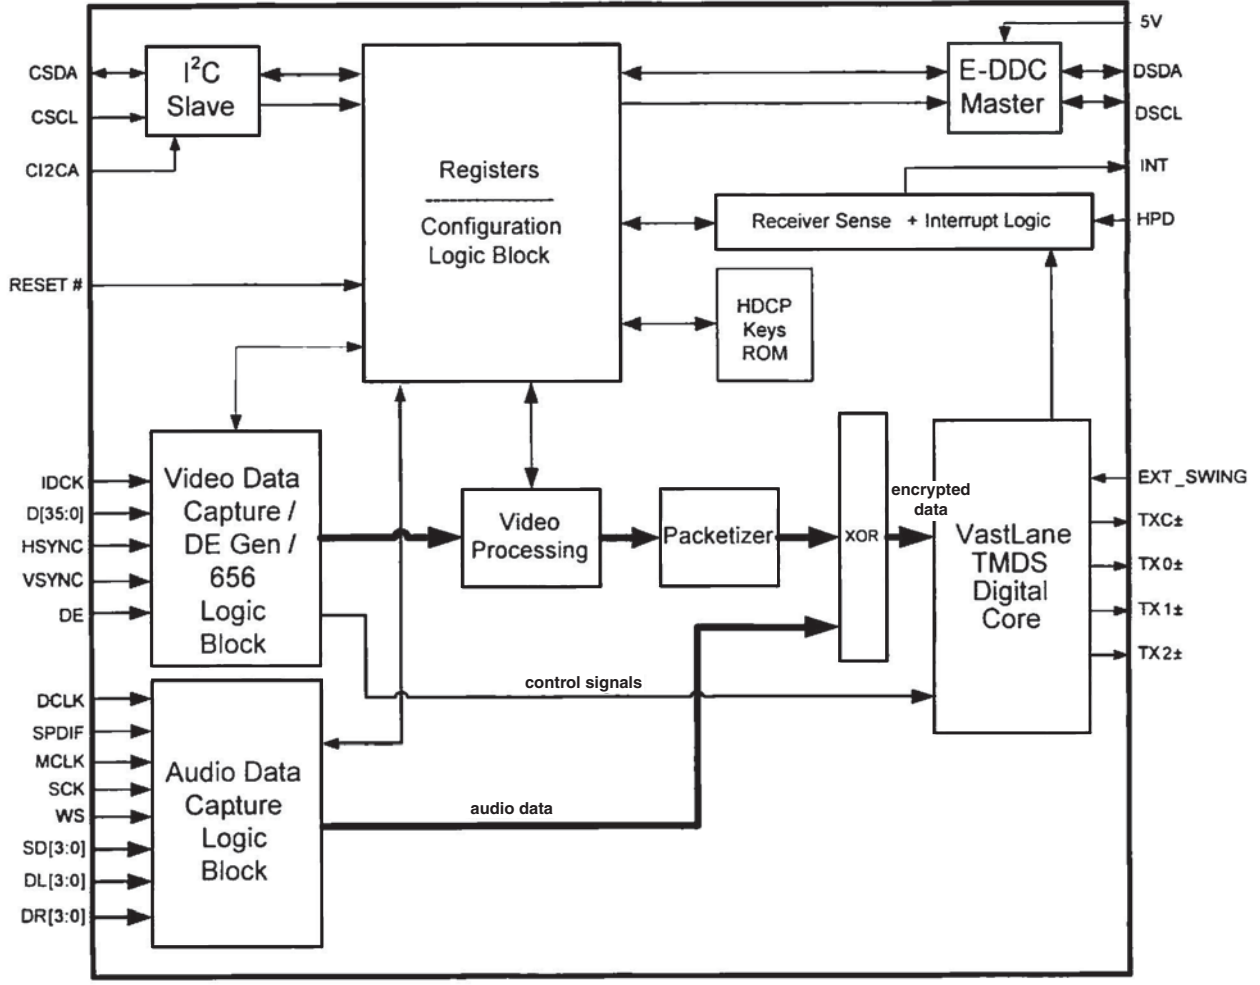 5V
CSDA
I²C
Slave
E-DDC
Master
DSDA
CSCL
DSCL
CI2CA
Registers
Configuration
Logic Block
INT
Receiver Sense + Interrupt Logic
HPD
RESET #
HDCP
Keys
ROM
IDCK
D[35:0]
HSYNC
VSYNC
DE
Video Data
Capture /
DE Gen /
656
Logic
Block
Video
Processing
Packetizer
XOR
encrypted
data
VastLane
TMDS
Digital
Core
EXT_SWING
TXC±
TX0±
TX1±
TX2±
control signals
DCLK
SPDIF
MCLK
SCK
WS
SD[3:0]
DL[3:0]
DR[3:0]
Audio Data
Capture
Logic
Block
audio data